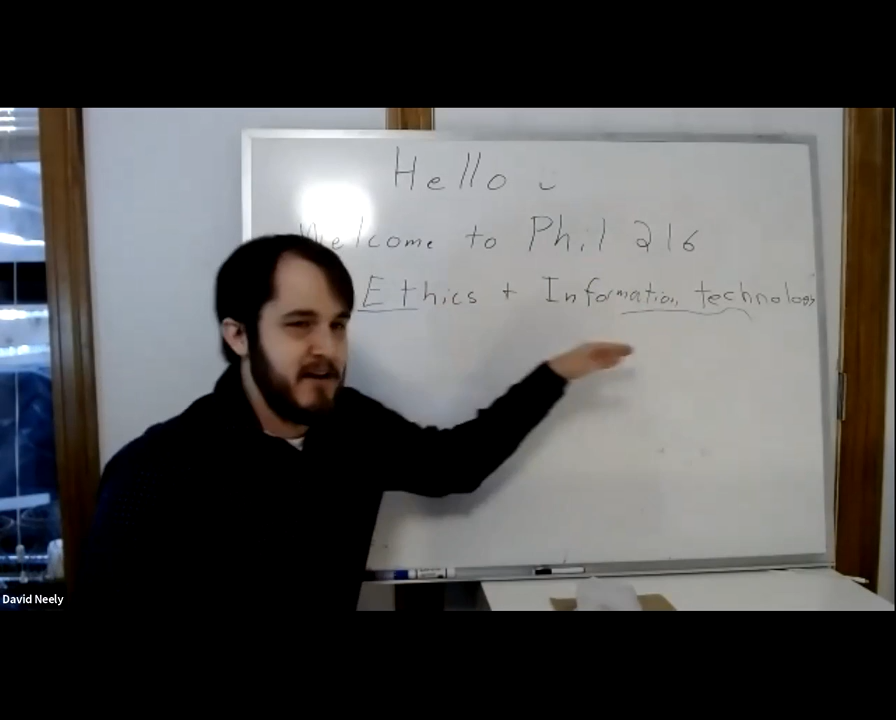 Hello
Welcome to Phil 216
Ethics + Information technology
David Neely